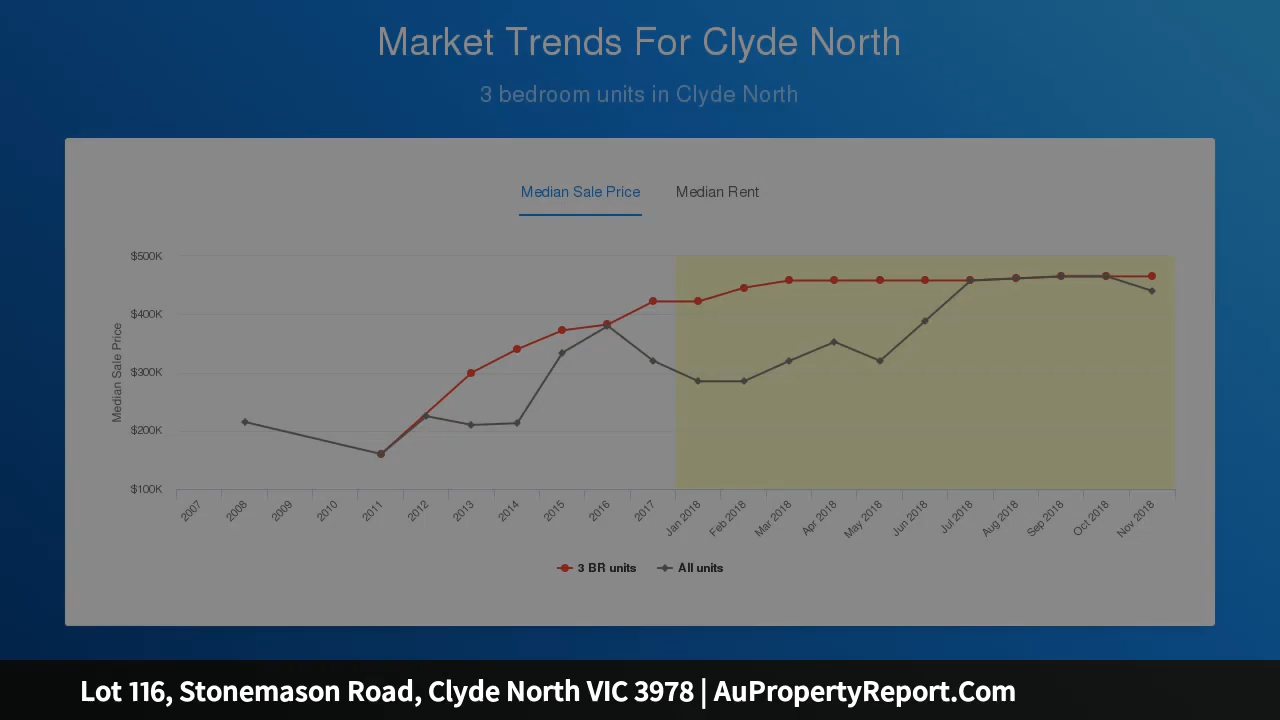 Market Trends For Clyde North
3 bedroom units in Clyde North
Median Sale Price
Median Rent
$500K
$400K
$300K
$200K
$100K
Median Sale Price
2007
2008
2009
2010
2011
2012
2013
2014
2015
2016
2017
Jan 2018
Feb 2018
Mar 2018
Apr 2018
May 2018
Jun 2018
Jul 2018
Aug 2018
Sep 2018
Oct 2018
Nov 2018
3 BR units
All units
Lot 116, Stonemason Road, Clyde North VIC 3978 | AuPropertyReport.Com